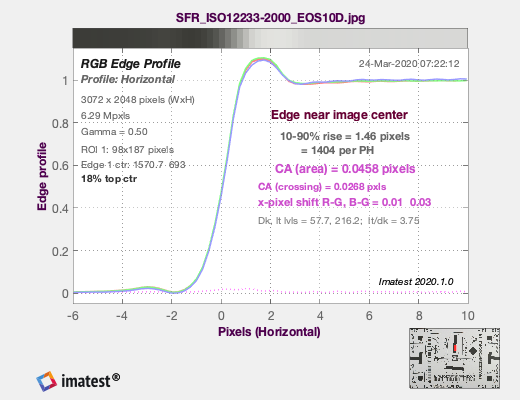 SFR_ISO12233-2000_EOS10D.jpg
RGB Edge Profile
24-Mar-2020 07:22:12
Profile: Horizontal
3072 x 2048 pixels (WxH)
6.29 Mpxls
Gamma = 0.50
ROI 1: 98x187 pixels
Edge 1 ctr: 1570.7 693
18% top ctr
Edge near image center
10-90% rise = 1.46 pixels
= 1404 per PH
CA (area) = 0.0458 pixels
CA (crossing) = 0.0268 pxls
x-pixel shift R-G, B-G = 0.01 0.03
Dk, lt lvls = 57.7, 216.2; lt/dk = 3.75
Imatest 2020.1.0
Edge profile
1
0.8
0.6
0.4
0.2
0
-6 -4 -2 0 2 4 6 8 10
Pixels (Horizontal)
imatest®